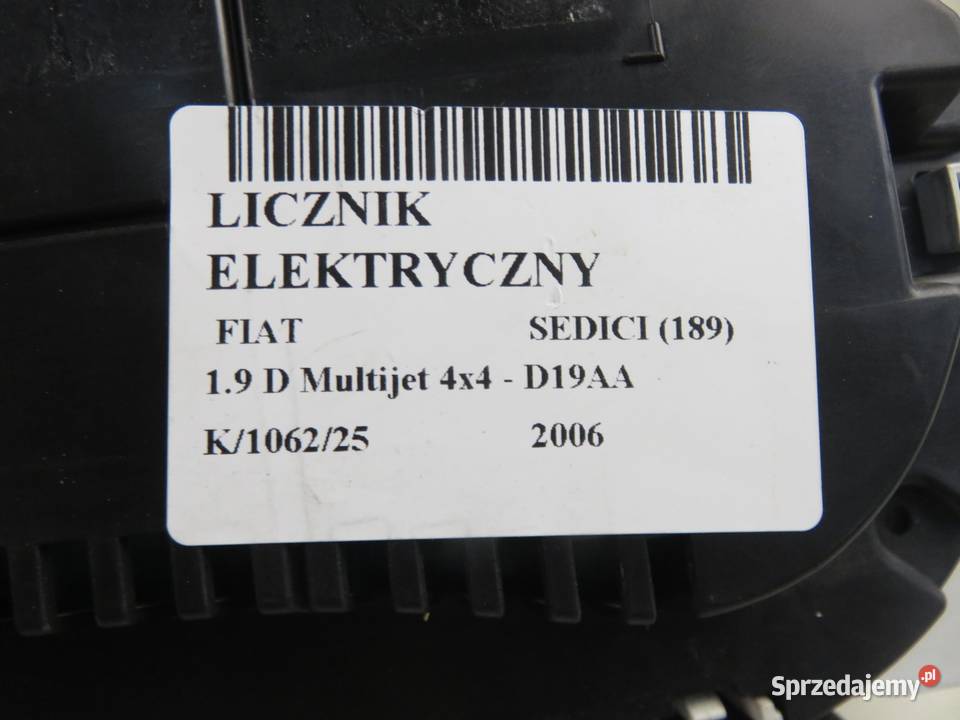 LICZNIK
ELEKTRYCZNY
FIAT SEDICI (189)
1.9 D Multijet 4x4 - D19AA
K/1062/25 2006
Sprzedajemy.pl